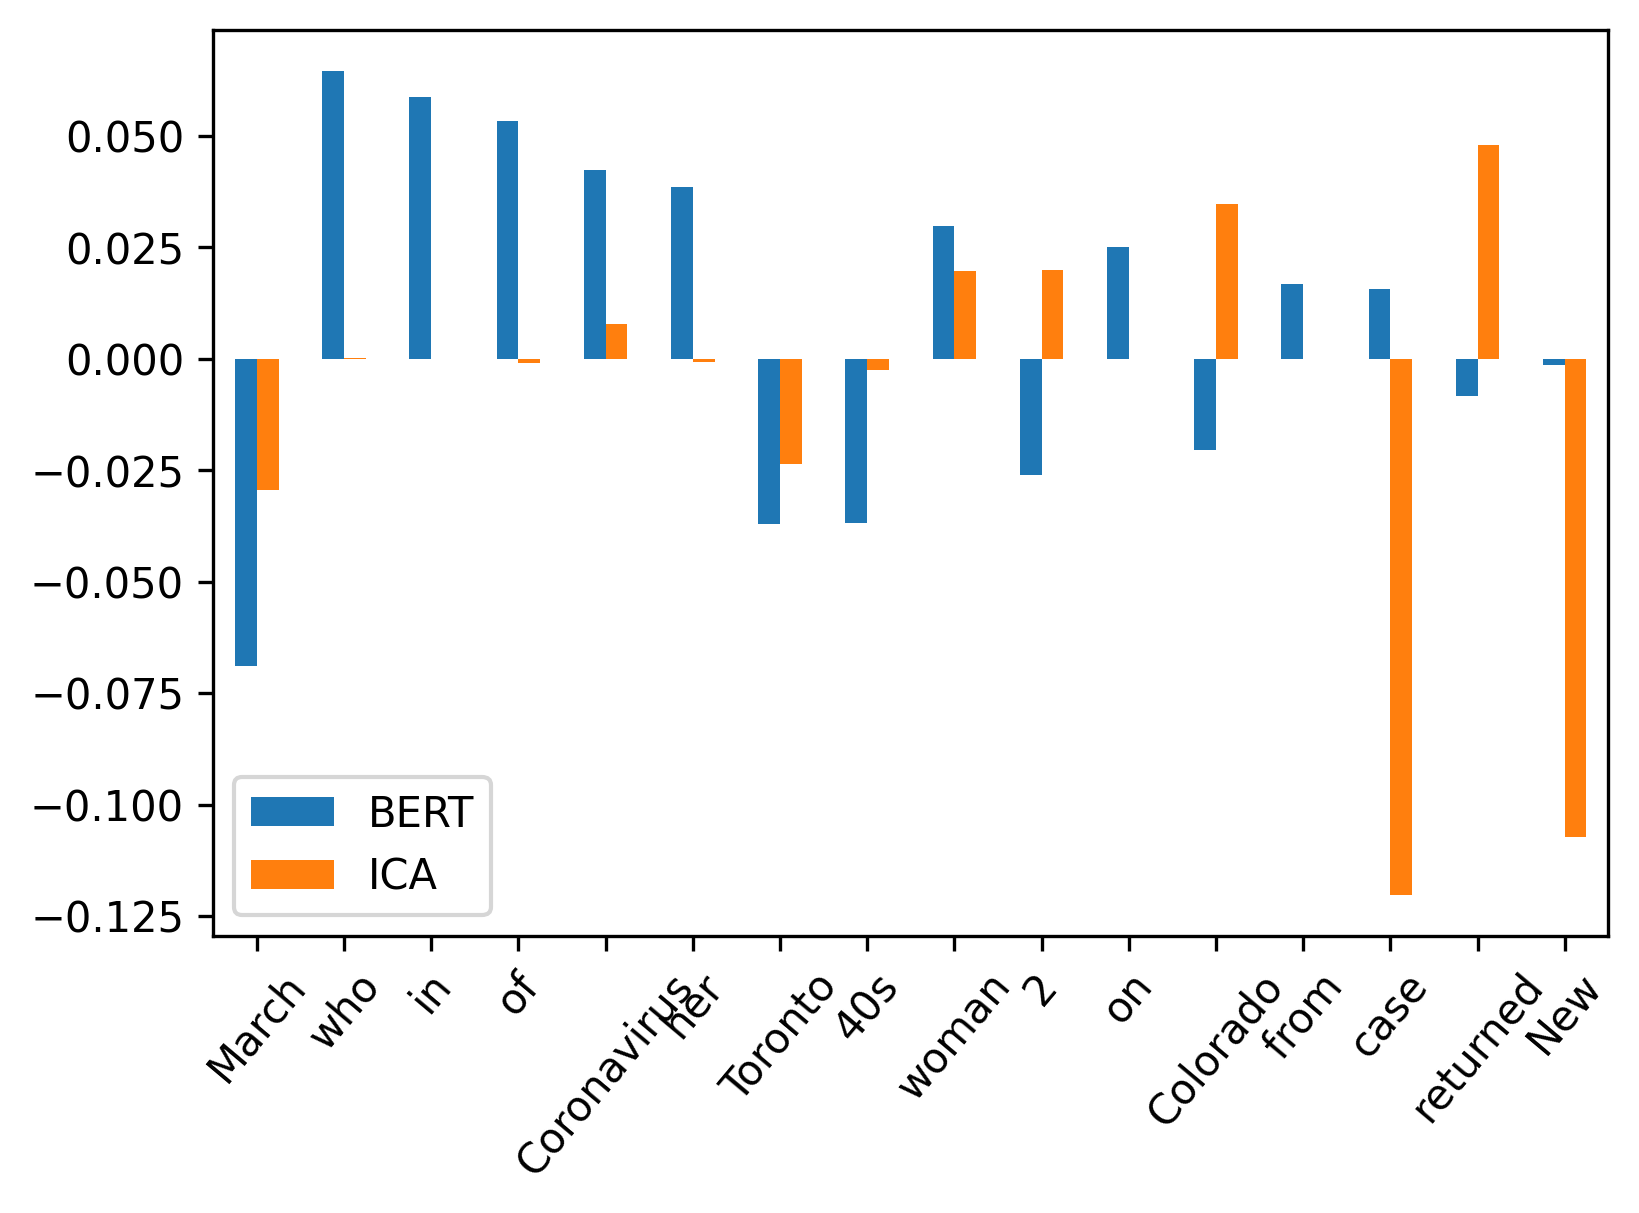 0.050
0.025
0.000
−0.025
−0.050
−0.075
−0.100
−0.125
BERT
ICA
March
who
in
of
Coronavirus
her
Toronto
40s
woman
2
on
Colorado
from
case
returned
New